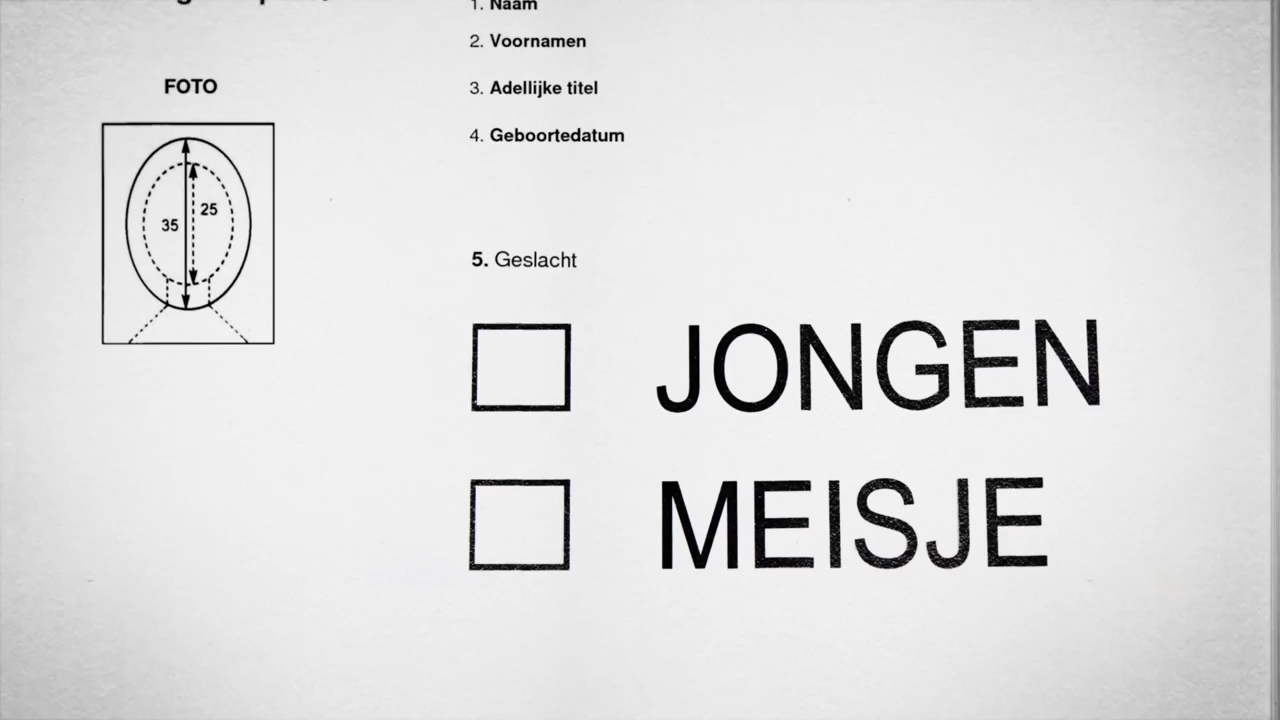 1. Naam
2. Voornamen
3. Adellijke titel
4. Geboortedatum
FOTO
35
25
5. Geslacht
JONGEN
MEISJE